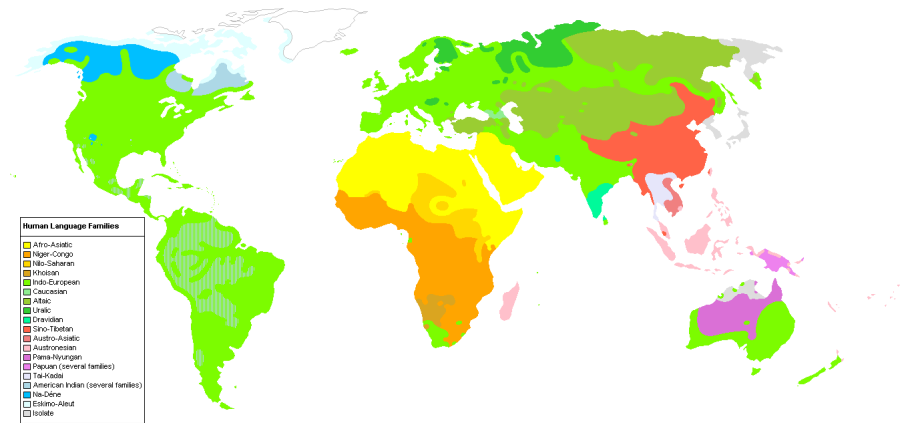 Human Language Families
Afro-Asiatic
Niger-Congo
Nilo-Saharan
Khoisan
Indo-European
Caucasian
Altaic
Uralic
Dravidian
Sino-Tibetan
Austro-Asiatic
Austronesian
Pama-Nyungan
Papuan (several families)
Tai-Kadai
American Indian (several families)
Na-Déne
Eskimo-Aleut
Isolate